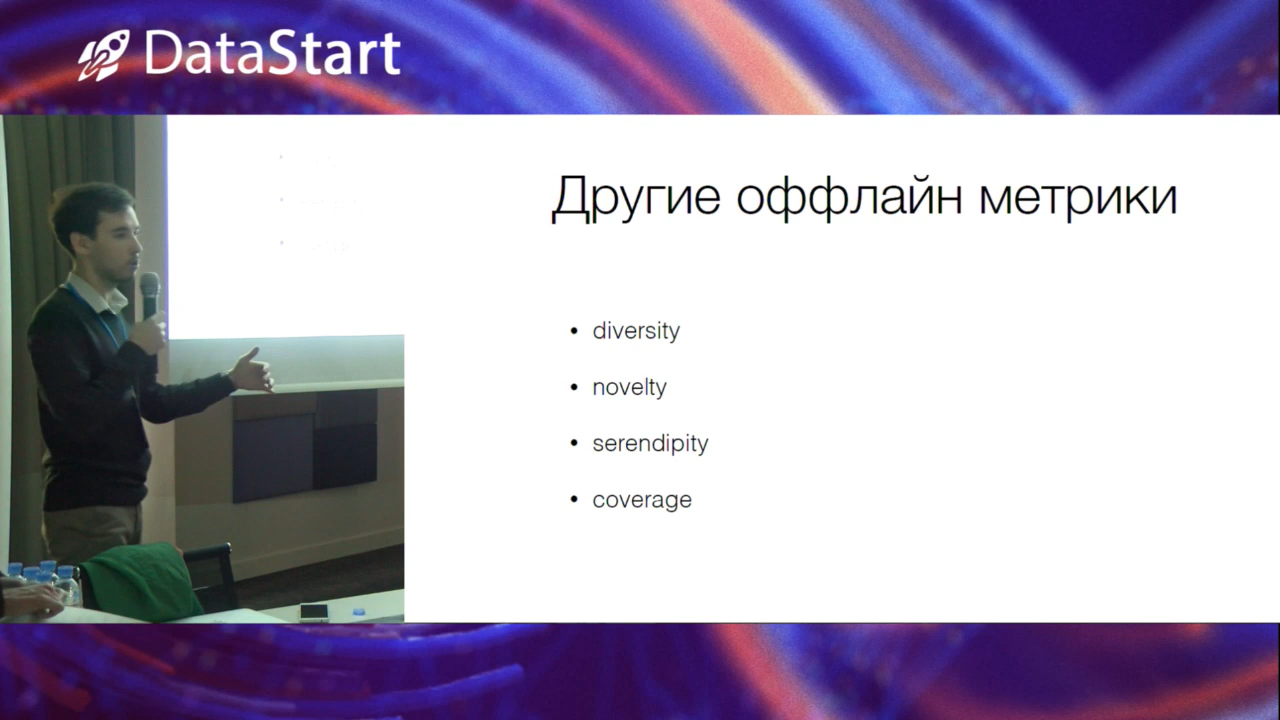 DataStart
Другие оффлайн метрики
• diversity
• novelty
• serendipity
• coverage